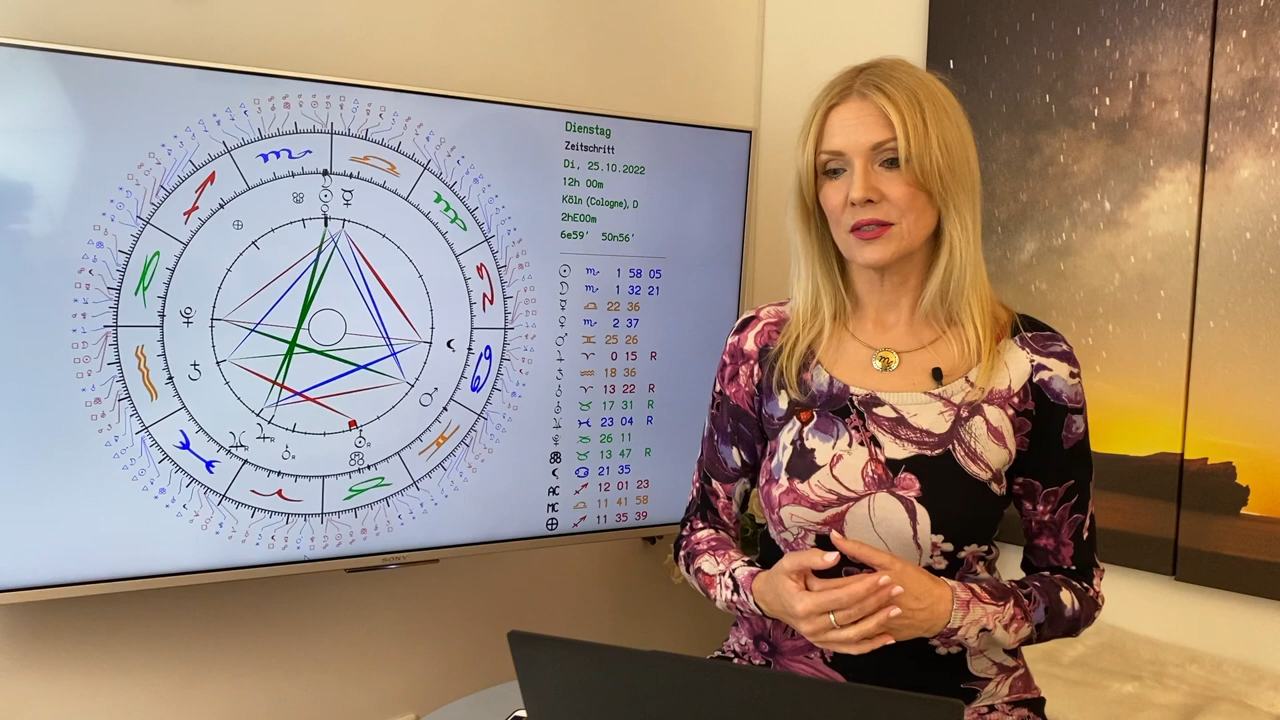 Dienstag
Zeitschritt
Di, 25.10.2022
12h 00m
Köln (Cologne), D
2hE00m
6e59' 50n56'
☉ ♏ 1 58 05
☽ ♏ 1 32 21
☿ ♎ 22 36
♀ ♏ 2 37
♂ ♊ 25 26
♃ ♈ 0 15 R
♄ ♒ 18 36
♈ 13 22 R
♉ 17 31 R
♓ 23 04 R
26 11
♉ 13 47 R
♋ 21 35
AC ♐ 12 01 23
MC ♎ 11 41 58
⊕ ♐ 11 35 39
SONY